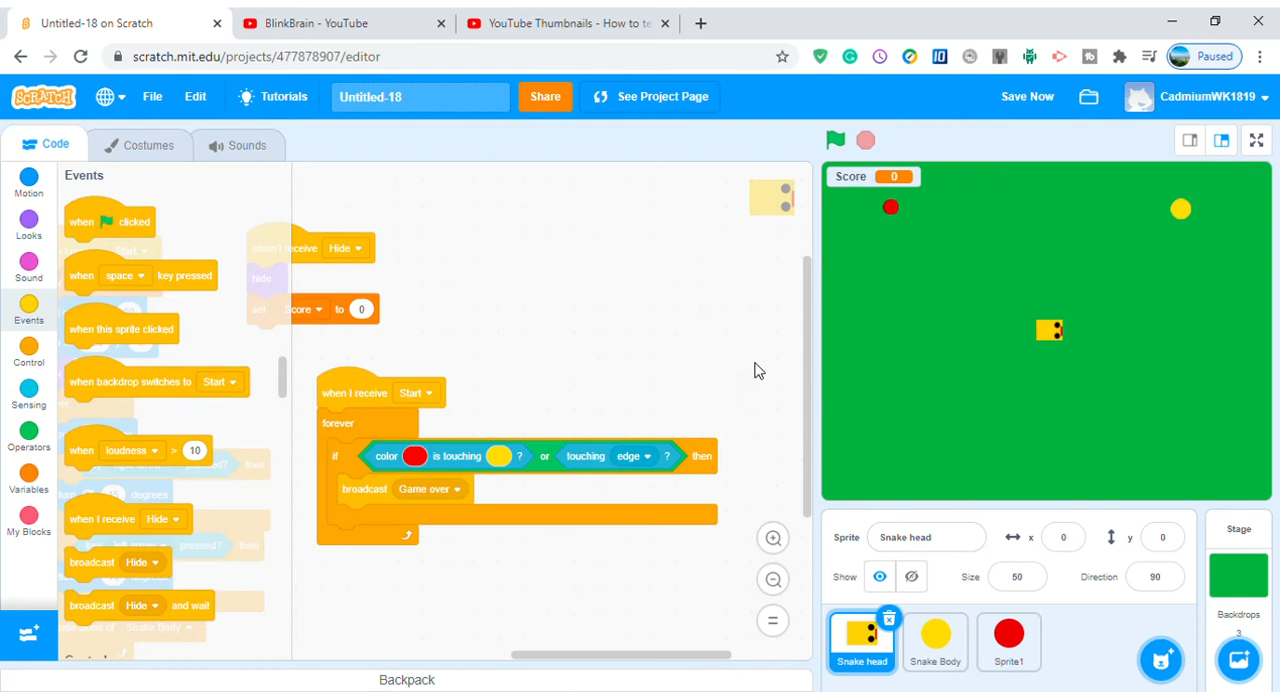 Untitled-18 on Scratch
BlinkBrain - YouTube
YouTube Thumbnails - How to te
scratch.mit.edu/projects/477878907/editor
Paused
SCRATCH
File
Edit
Tutorials
Untitled-18
Share
See Project Page
Save Now
CadmiumWK1819
Code
Costumes
Sounds
Motion
Looks
Sound
Events
Control
Sensing
Operators
Variables
My Blocks
Events
when clicked
when space key pressed
when this sprite clicked
when backdrop switches to Start
when loudness > 10
when I receive Hide
broadcast Hide
broadcast Hide and wait
when I receive Hide
hide
set Score to 0
when I receive Start
forever
if color is touching ? or touching edge ? then
broadcast Game over
pressed? then
degrees
pressed? then
Score 0
Sprite Snake head x 0 y 0
Show Size 50 Direction 90
Snake head
Snake Body
Sprite1
Stage
Backdrops
3
Backpack